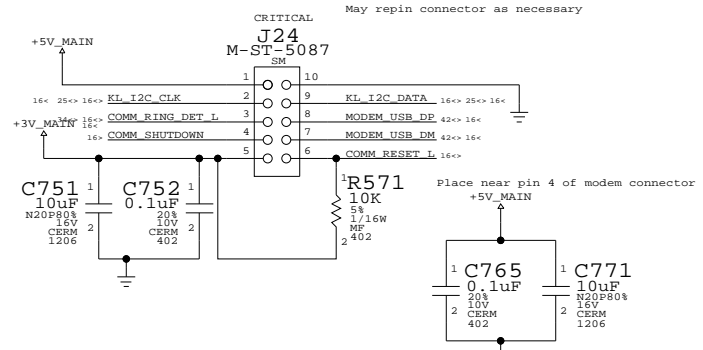 May repin connector as necessary
CRITICAL
J24
M-ST-5087
SM
+5V_MAIN
1 10
16< 25<> 16<> KL_I2C_CLK 2 9 KL_I2C_DATA 16<> 25<> 16<
16<> COMM_RING_DET_L 3 8 MODEM_USB_DP 42<> 16<
+3V_MAIN 16<
16> COMM_SHUTDOWN 4 7 MODEM_USB_DM 42<> 16<
5 6 COMM_RESET_L 16<>
C751
10uF
N20P80%
16V
CERM
1206
1
2
C752
0.1uF
20%
10V
CERM
402
1
2
R571
10K
5%
1/16W
MF
402
1
2
Place near pin 4 of modem connector
+5V_MAIN
C765
0.1uF
20%
10V
CERM
402
1
2
C771
10uF
N20P80%
16V
CERM
1206
1
2